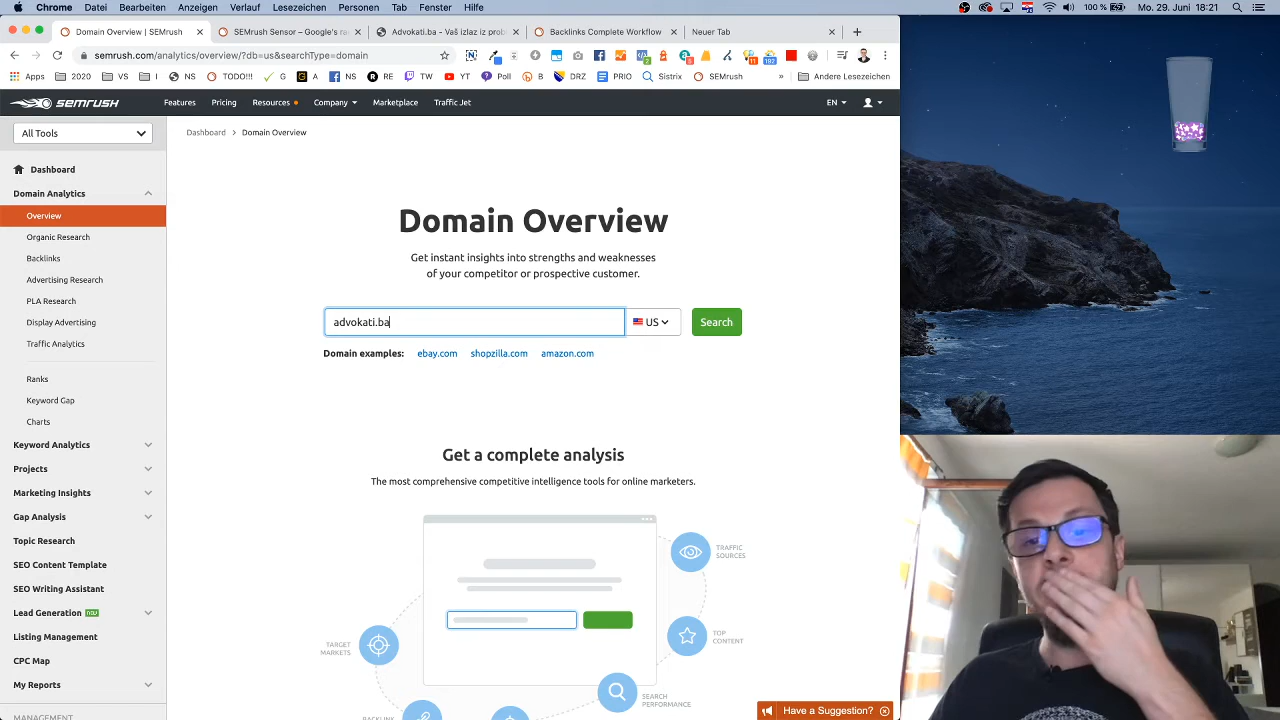 Chrome Datei Bearbeiten Anzeigen Verlauf Lesezeichen Personen Tab Fenster Hilfe
100 % Mo. 29. Juni 18:21
Domain Overview | SEMrush
SEMrush Sensor – Google's ra
Advokati.ba - Vaš izlaz iz prob
Backlinks Complete Workflow
Neuer Tab
semrush.com/analytics/overview/?db=us&searchType=domain
Apps 2020 VS I NS TODO!!! G A NS RE TW YT Poll B DRZ PRIO Sistrix SEMrush » Andere Lesezeichen
SEMRUSH Features Pricing Resources Company Marketplace Traffic Jet EN
All Tools
Dashboard > Domain Overview
Dashboard
Domain Analytics
Overview
Organic Research
Backlinks
Advertising Research
PLA Research
Display Advertising
Traffic Analytics
Ranks
Keyword Gap
Charts
Keyword Analytics
Projects
Marketing Insights
Gap Analysis
Topic Research
SEO Content Template
SEO Writing Assistant
Lead Generation new
Listing Management
CPC Map
My Reports
MANAGEMENT
Domain Overview
Get instant insights into strengths and weaknesses
of your competitor or prospective customer.
advokati.ba US Search
Domain examples: ebay.com shopzilla.com amazon.com
Get a complete analysis
The most comprehensive competitive intelligence tools for online marketers.
TRAFFIC
SOURCES
TOP
CONTENT
TARGET
MARKETS
SEARCH
PERFORMANCE
BACKLINK
Have a Suggestion?